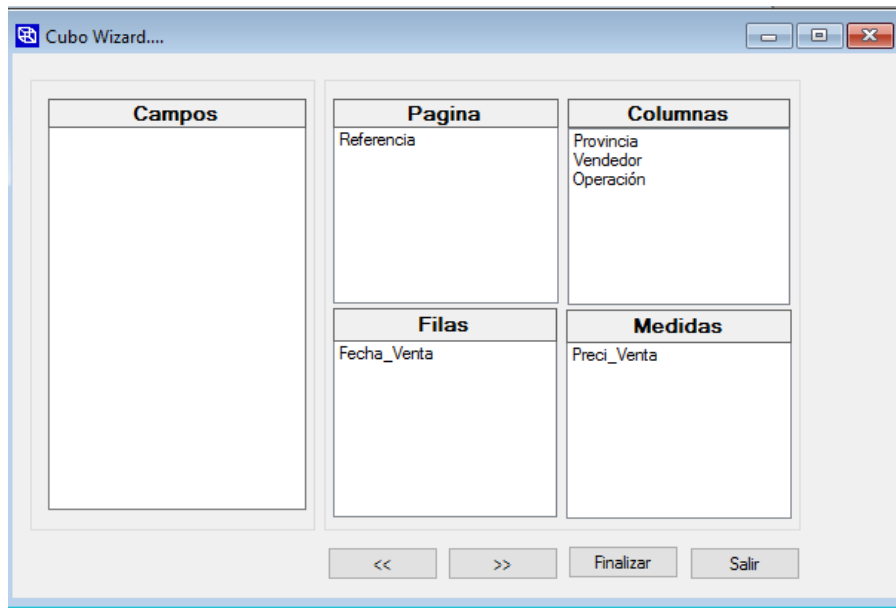 Cubo Wizard....
Campos
Pagina
Referencia
Columnas
Provincia
Vendedor
Operación
Filas
Fecha_Venta
Medidas
Preci_Venta
<<
>>
Finalizar
Salir